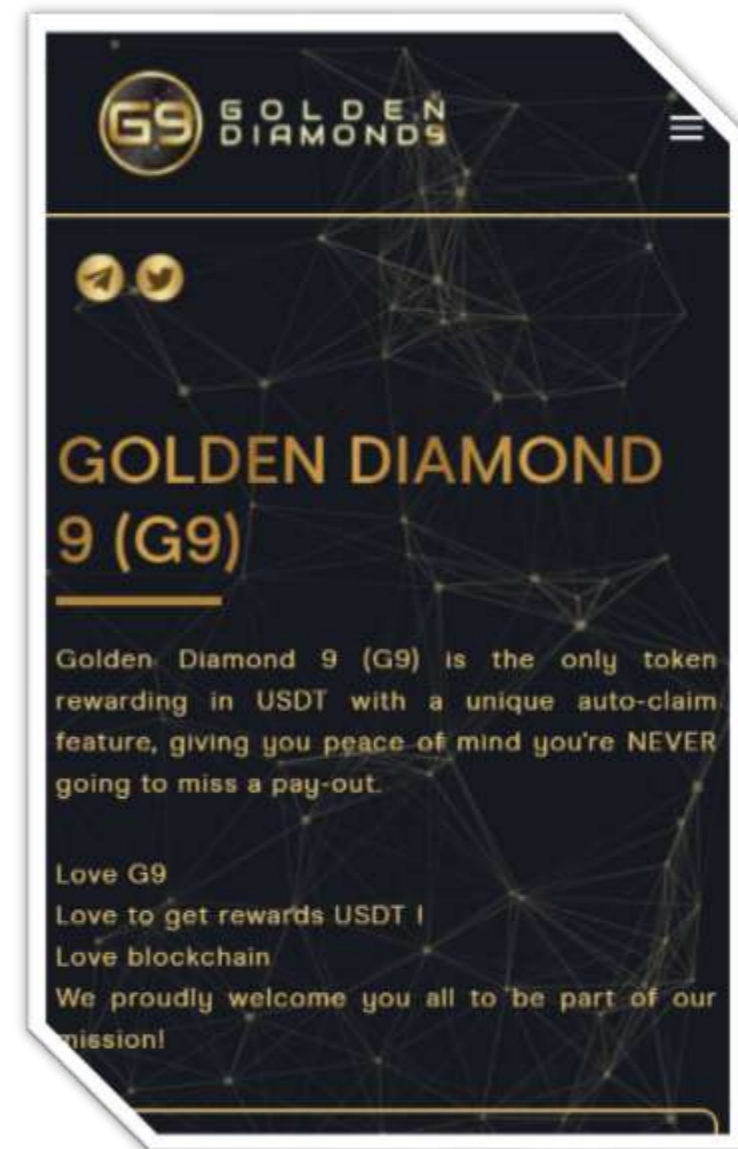 G9 GOLDEN
DIAMOND9
GOLDEN DIAMOND
9 (G9)
Golden Diamond 9 (G9) is the only token
rewarding in USDT with a unique auto-claim
feature, giving you peace of mind you're NEVER
going to miss a pay-out.
Love G9
Love to get rewards USDT !
Love blockchain
We proudly welcome you all to be part of our
mission!